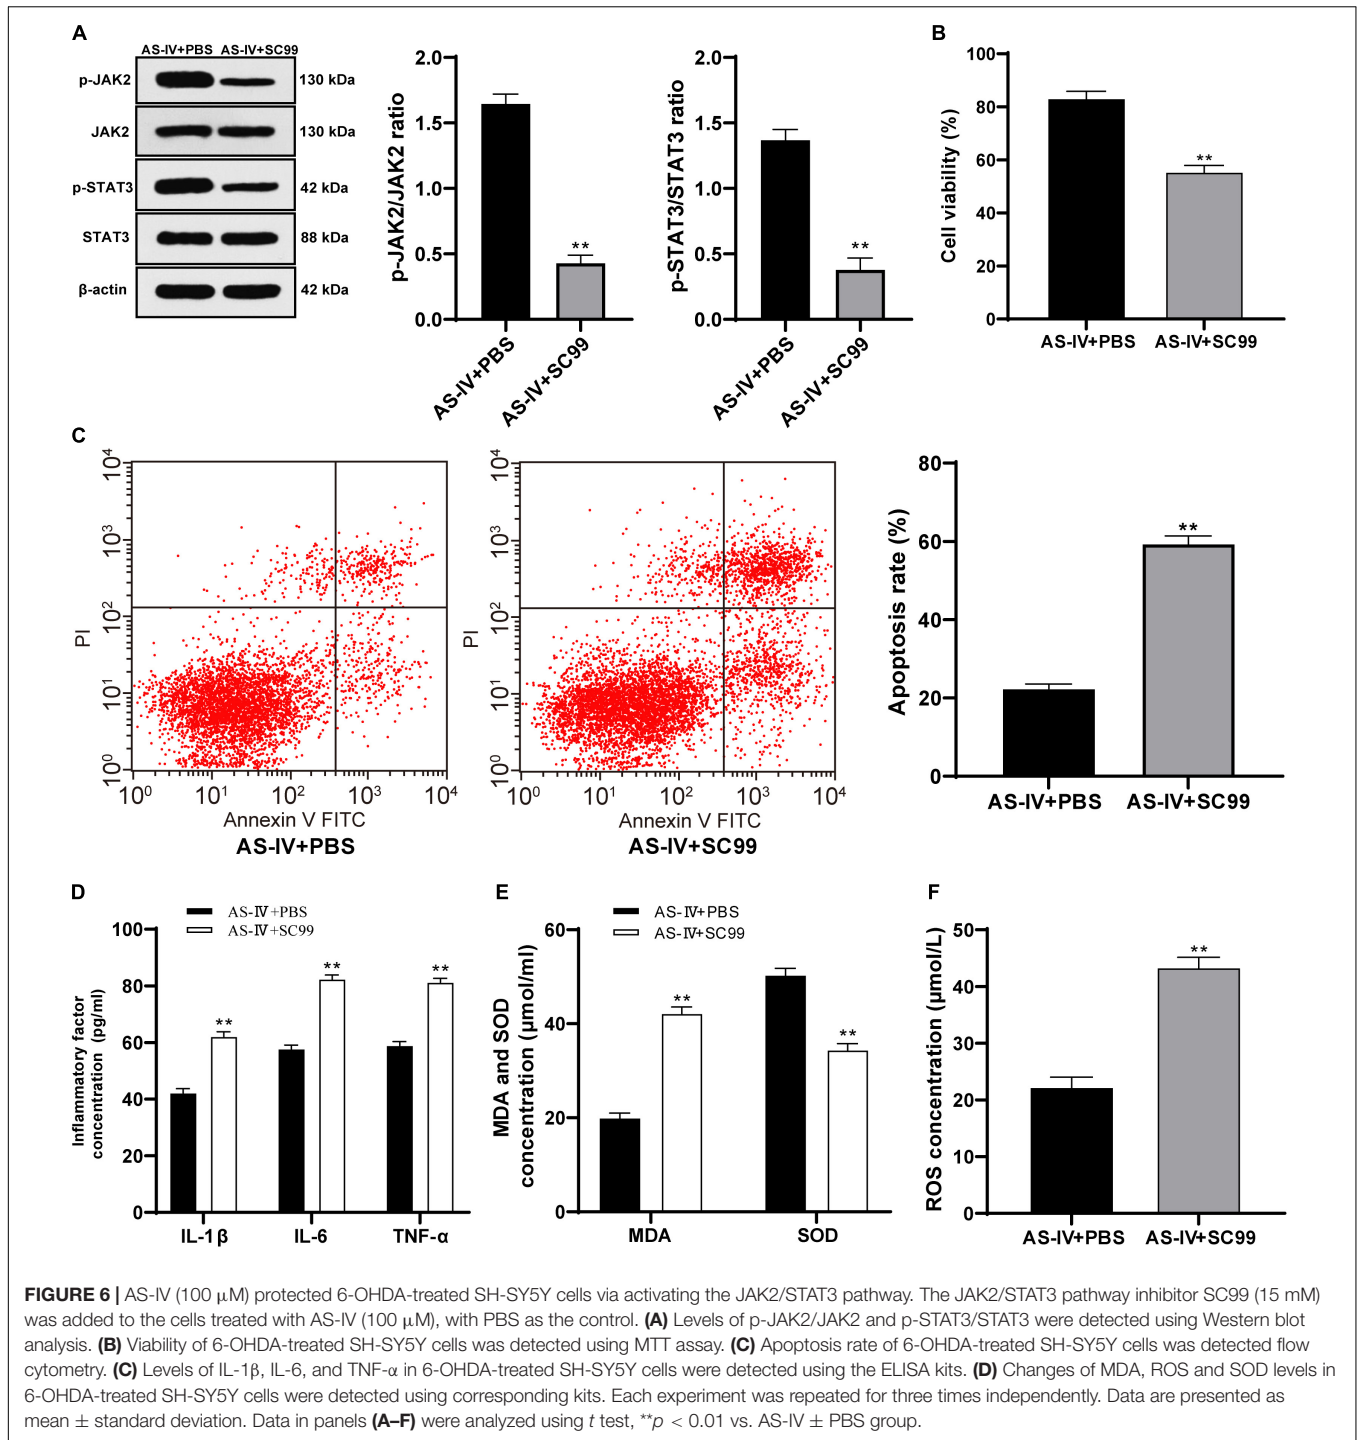 A
AS-IV+PBS AS-IV+SC99
p-JAK2 130 kDa
JAK2 130 kDa
p-STAT3 42 kDa
STAT3 88 kDa
β-actin 42 kDa
p-JAK2/JAK2 ratio
2.0
1.5
1.0
0.5
0.0
**
AS-IV+PBS
AS-IV+SC99
p-STAT3/STAT3 ratio
2.0
1.5
1.0
0.5
0.0
**
AS-IV+PBS
AS-IV+SC99
B
Cell viability (%)
100
80
60
40
20
0
**
AS-IV+PBS AS-IV+SC99
C
PI
10⁴
10³
10²
10¹
10⁰
10⁰ 10¹ 10² 10³ 10⁴
Annexin V FITC
AS-IV+PBS
PI
10⁴
10³
10²
10¹
10⁰
10⁰ 10¹ 10² 10³ 10⁴
Annexin V FITC
AS-IV+SC99
Apoptosis rate (%)
80
60
40
20
0
**
AS-IV+PBS AS-IV+SC99
D
AS-IV+PBS
AS-IV+SC99
Inflammatory factor
concentration (pg/ml)
100
80
60
40
20
0
** ** **
IL-1β IL-6 TNF-α
E
AS-IV+PBS
AS-IV+SC99
MDA and SOD
concentration (μmol/ml)
60
40
20
0
** **
MDA SOD
F
ROS concentration (μmol/L)
50
40
30
20
10
0
**
AS-IV+PBS AS-IV+SC99
FIGURE 6 | AS-IV (100 μM) protected 6-OHDA-treated SH-SY5Y cells via activating the JAK2/STAT3 pathway. The JAK2/STAT3 pathway inhibitor SC99 (15 mM)
was added to the cells treated with AS-IV (100 μM), with PBS as the control. (A) Levels of p-JAK2/JAK2 and p-STAT3/STAT3 were detected using Western blot
analysis. (B) Viability of 6-OHDA-treated SH-SY5Y cells was detected using MTT assay. (C) Apoptosis rate of 6-OHDA-treated SH-SY5Y cells was detected flow
cytometry. (C) Levels of IL-1β, IL-6, and TNF-α in 6-OHDA-treated SH-SY5Y cells were detected using the ELISA kits. (D) Changes of MDA, ROS and SOD levels in
6-OHDA-treated SH-SY5Y cells were detected using corresponding kits. Each experiment was repeated for three times independently. Data are presented as
mean ± standard deviation. Data in panels (A–F) were analyzed using t test, **p < 0.01 vs. AS-IV ± PBS group.